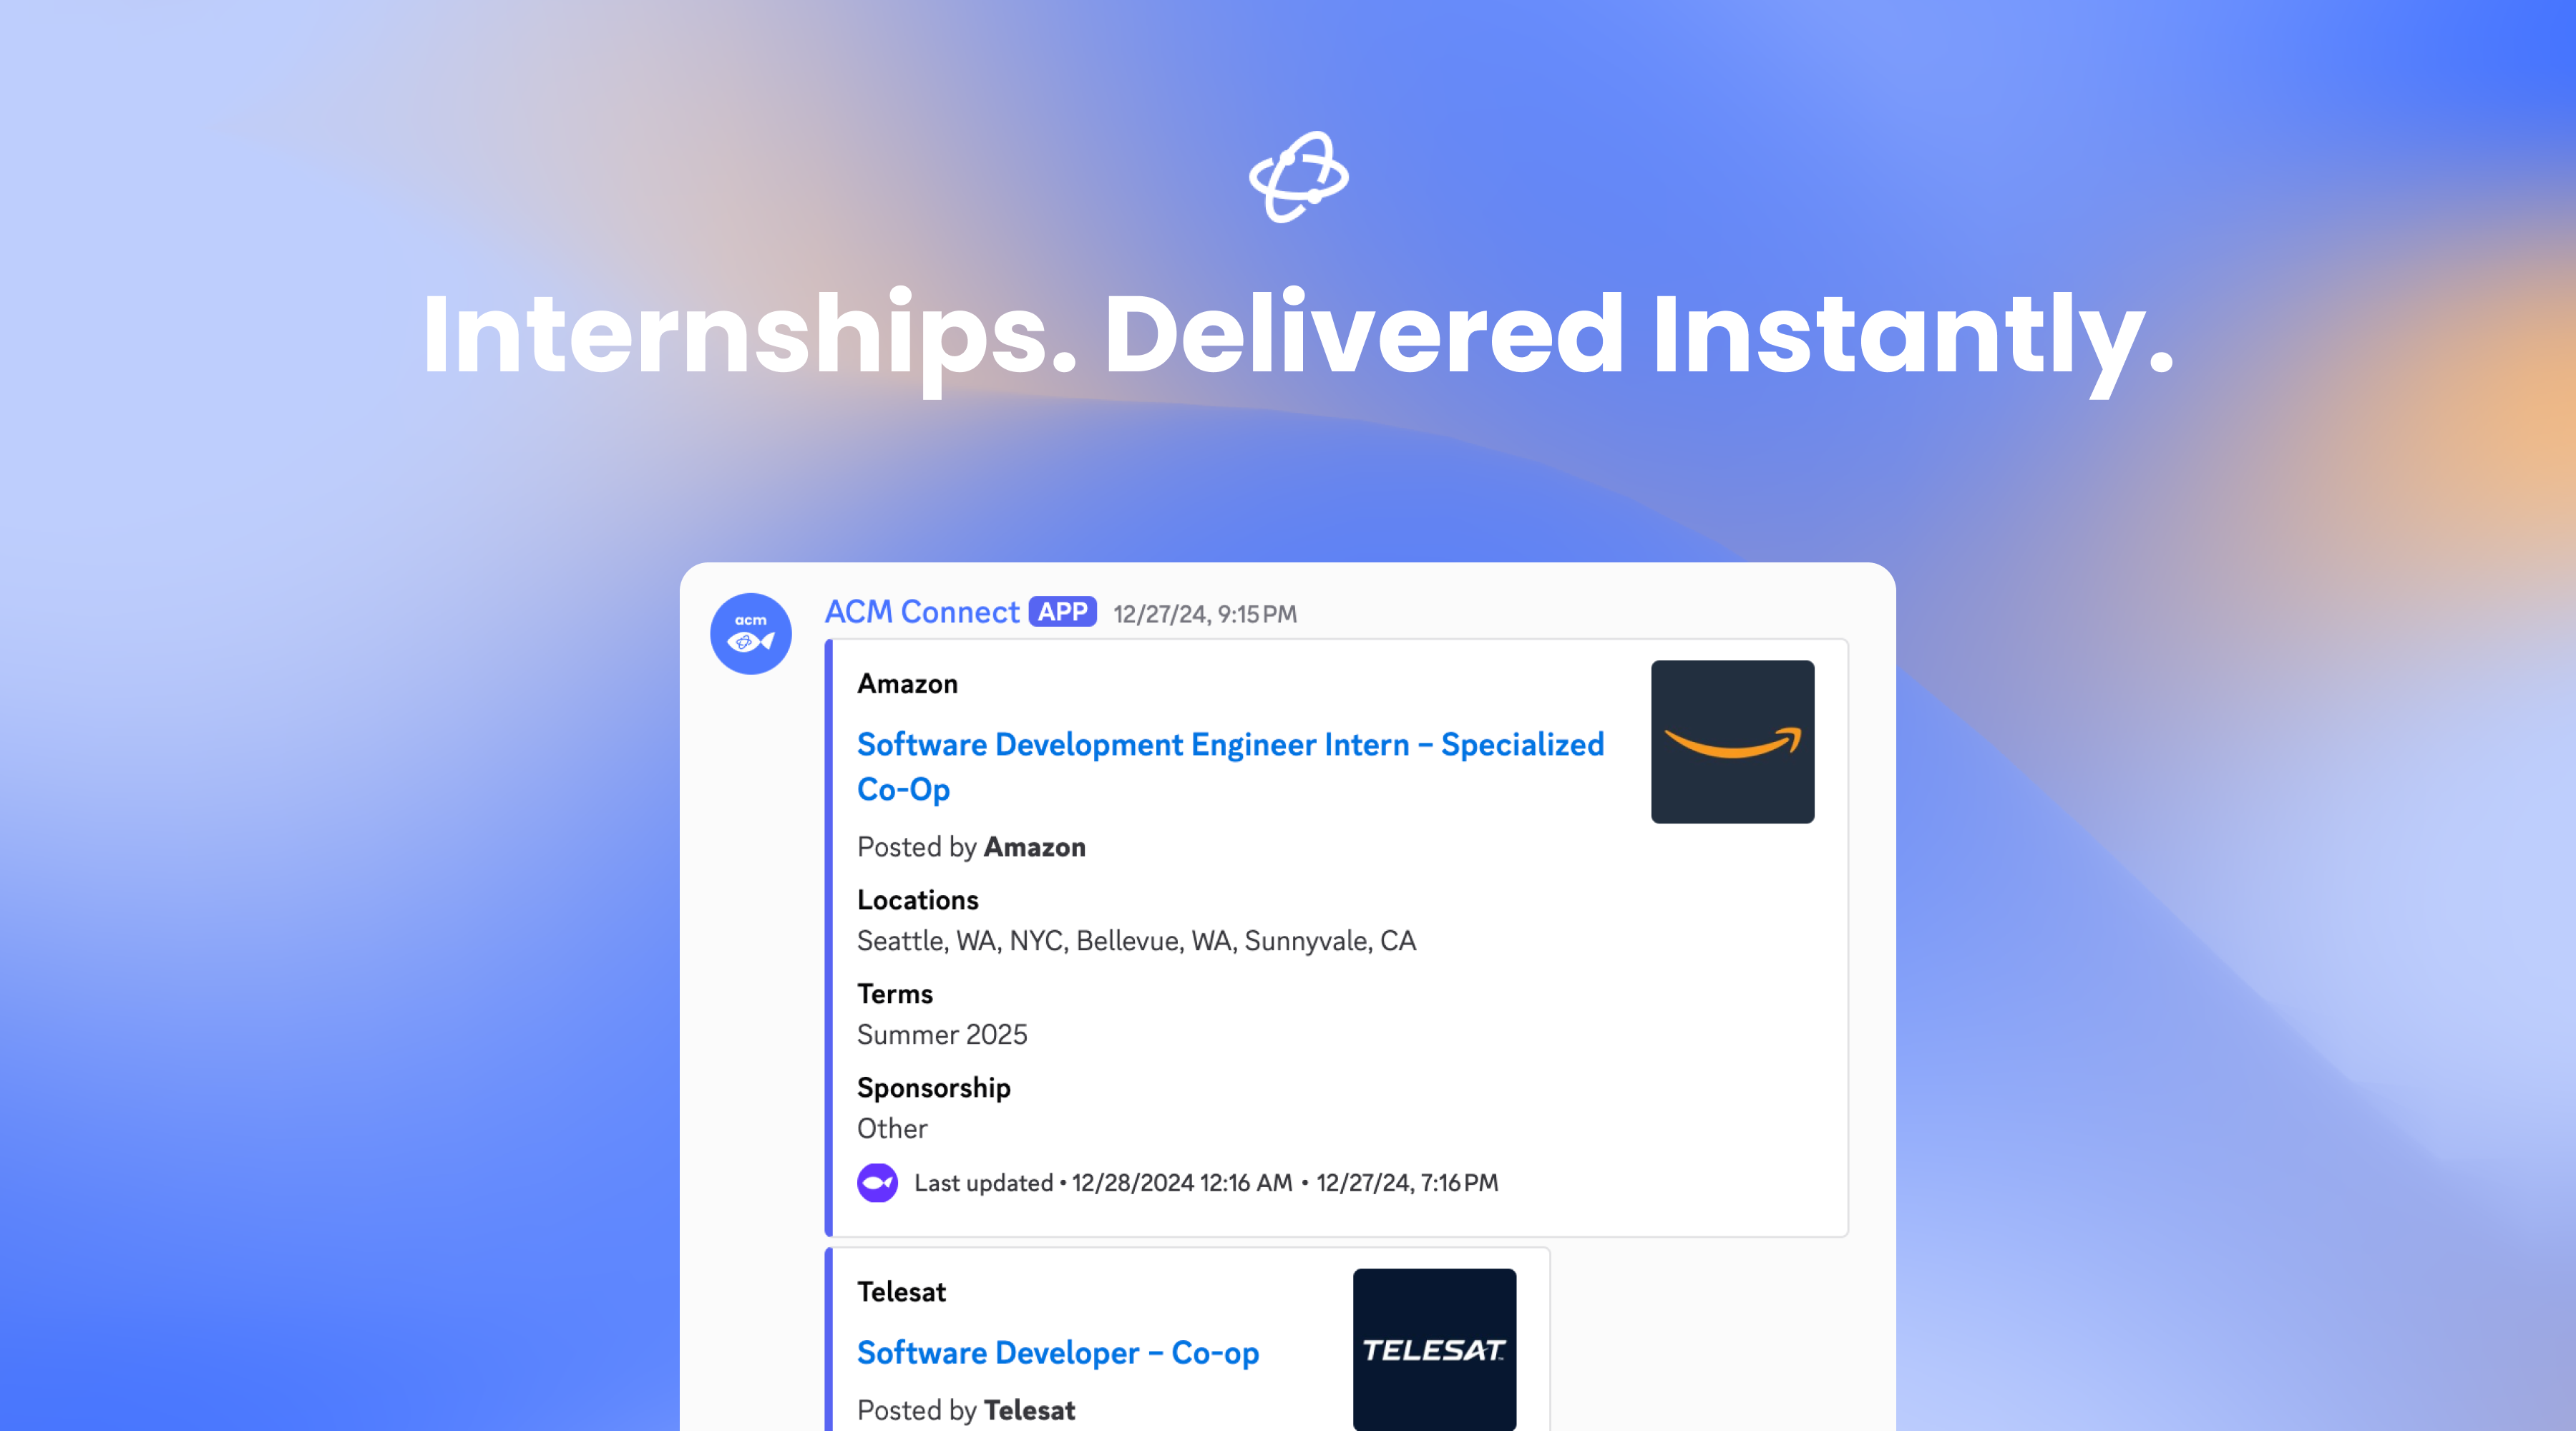 Internships. Delivered Instantly.
acm
ACM Connect APP 12/27/24, 9:15 PM
Amazon
Software Development Engineer Intern – Specialized
Co-Op
Posted by Amazon
Locations
Seattle, WA, NYC, Bellevue, WA, Sunnyvale, CA
Terms
Summer 2025
Sponsorship
Other
Last updated • 12/28/2024 12:16 AM • 12/27/24, 7:16 PM
Telesat
TELESAT
Software Developer – Co-op
Posted by Telesat